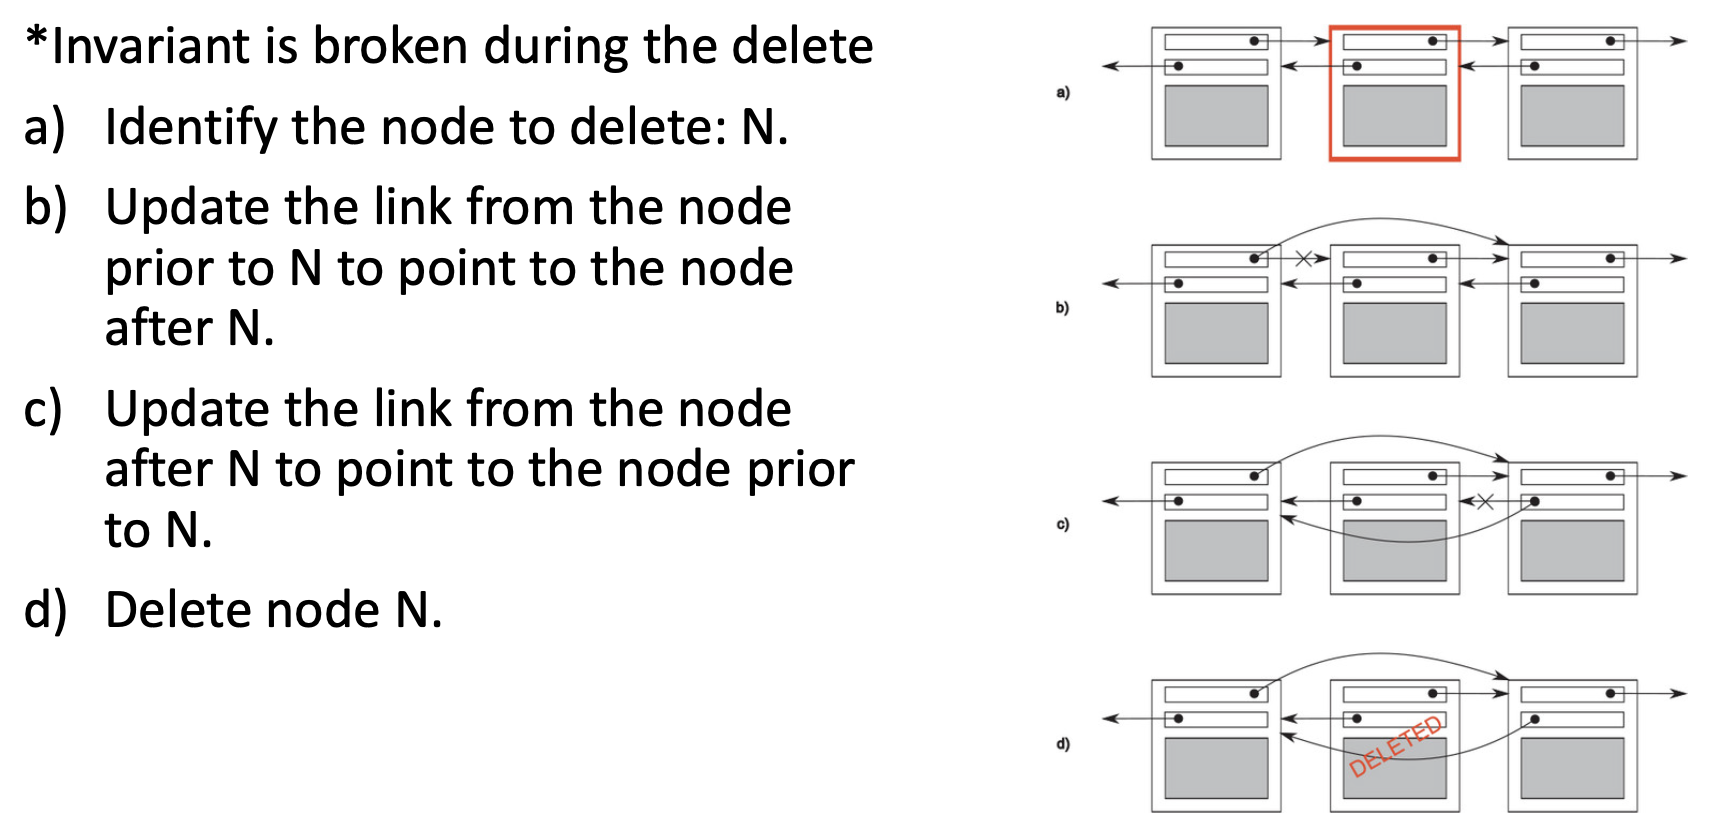 *Invariant is broken during the delete
a) Identify the node to delete: N.
b) Update the link from the node
prior to N to point to the node
after N.
c) Update the link from the node
after N to point to the node prior
to N.
d) Delete node N.
a)
b)
c)
d)
DELETED